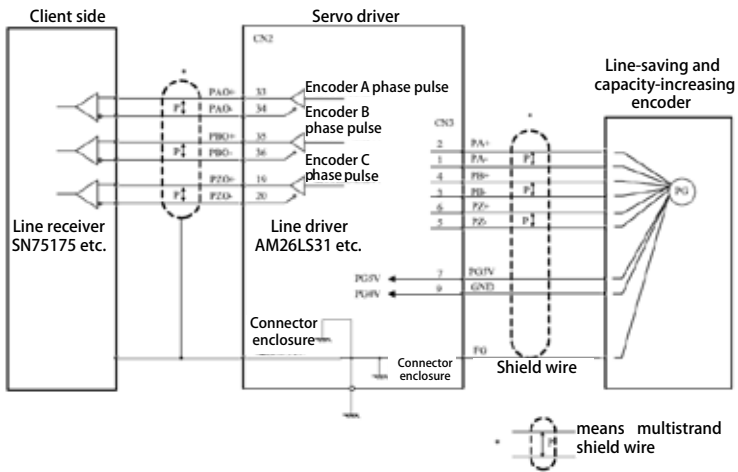 Client side
Servo driver
Line-saving and
capacity-increasing
encoder
CN2
PAO+ 33
PAO- 34
PBO+ 35
PBO- 36
PZO+ 19
PZO- 20
Encoder A phase pulse
Encoder B
phase pulse
Encoder C
phase pulse
Line receiver
SN75175 etc.
Line driver
AM26LS31 etc.
CN3
2 PA+
1 PA-
4 PB+
3 PB-
6 PZ+
5 PZ-
7 PG5V
9 GND
PG5V
PG0V
P
P
P
P
P
P
PG
Connector
enclosure
Connector
enclosure
FG
Shield wire
* P means multistrand
shield wire